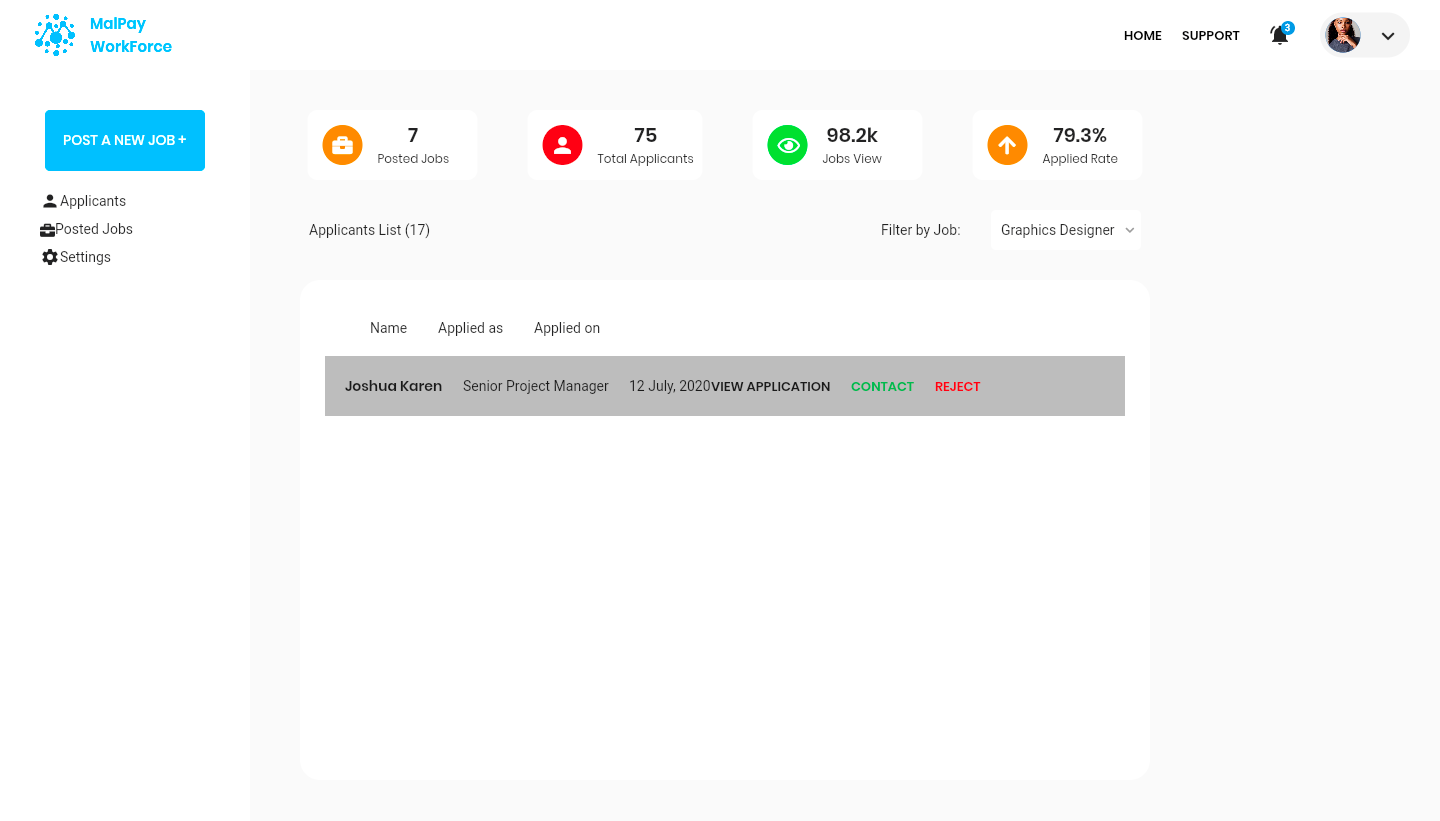 MalPay
WorkForce
HOME SUPPORT 3
POST A NEW JOB +
Applicants
Posted Jobs
Settings
7
Posted Jobs
75
Total Applicants
98.2k
Jobs View
79.3%
Applied Rate
Applicants List (17)
Filter by Job: Graphics Designer
Name Applied as Applied on
Joshua Karen Senior Project Manager 12 July, 2020VIEW APPLICATION CONTACT REJECT